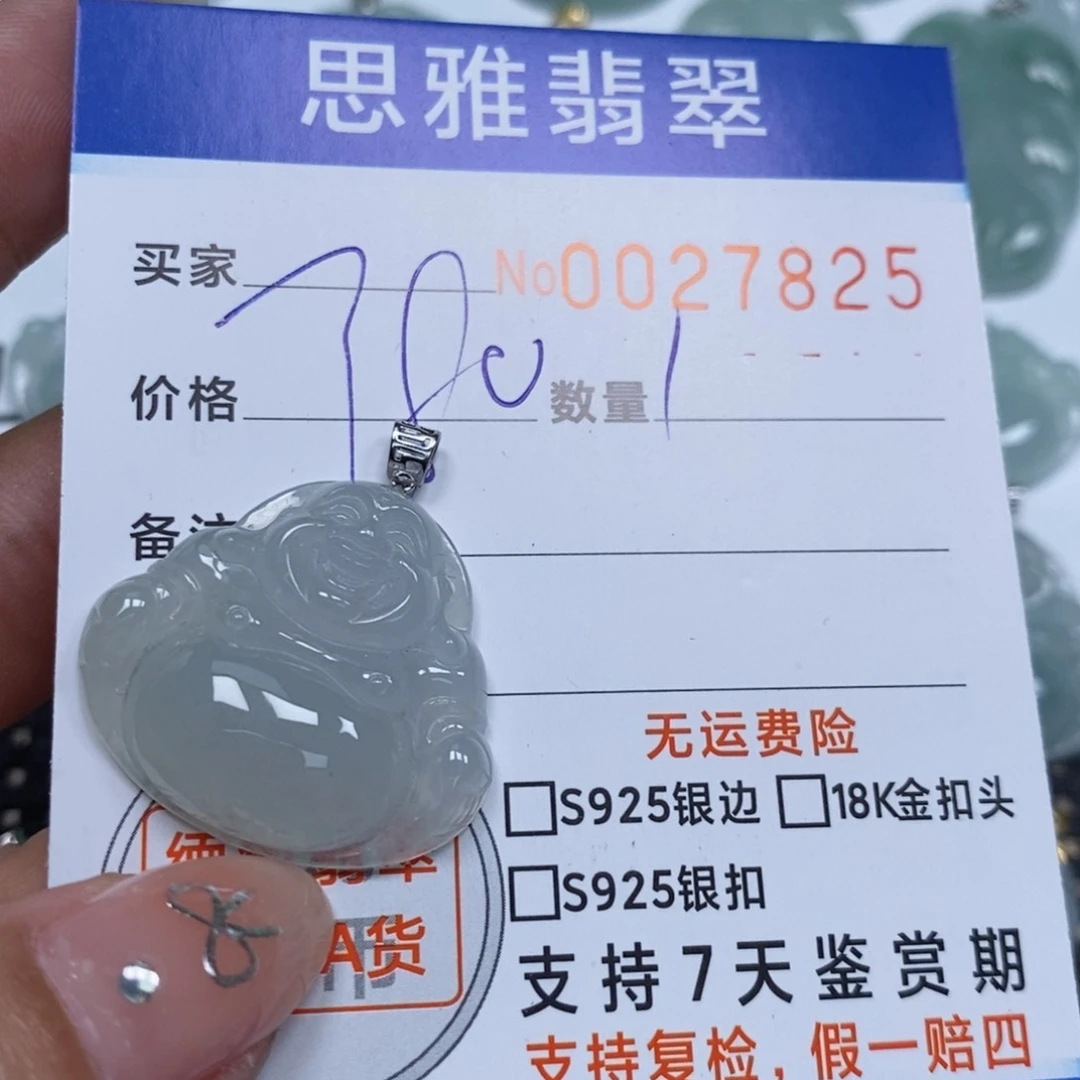 思雅翡翠
买家 No0027825
价格 数量 1
备注
无运费险
S925银边 18K金扣头
S925银扣
A货
支持7天鉴赏期
支持复检，假一赔四